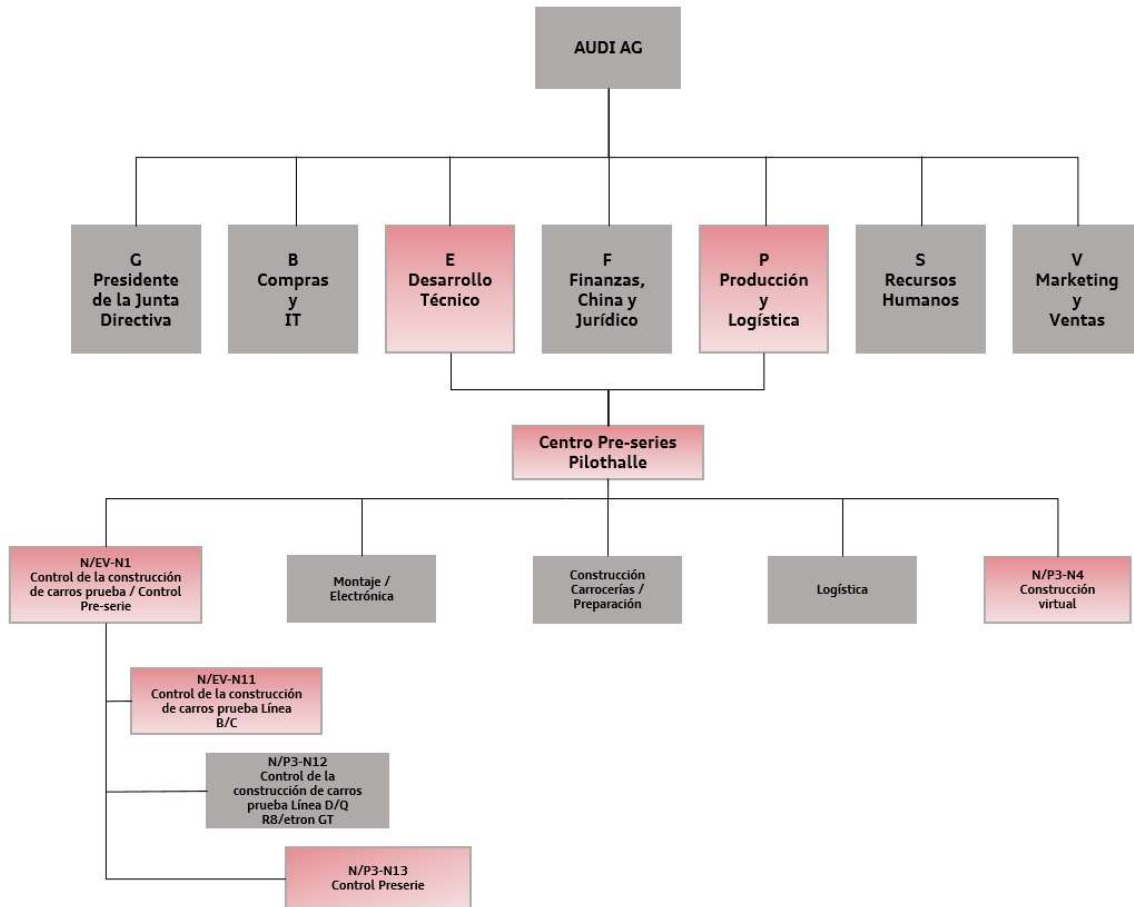 AUDI AG
G
Presidente
de la Junta
Directiva
B
Compras
y
IT
E
Desarrollo
Técnico
F
Finanzas,
China y
Jurídico
P
Producción
y
Logística
S
Recursos
Humanos
V
Marketing
y
Ventas
Centro Pre-series
Pilothalle
N/EV-N1
Control de la construcción
de carros prueba / Control
Pre-serie
Montaje /
Electrónica
Construcción
Carrocerías /
Preparación
Logística
N/P3-N4
Construcción
virtual
N/EV-N11
Control de la construcción
de carros prueba Línea
B/C
N/P3-N12
Control de la
construcción de carros
prueba Línea D/Q
R8/etron GT
N/P3-N13
Control Preserie